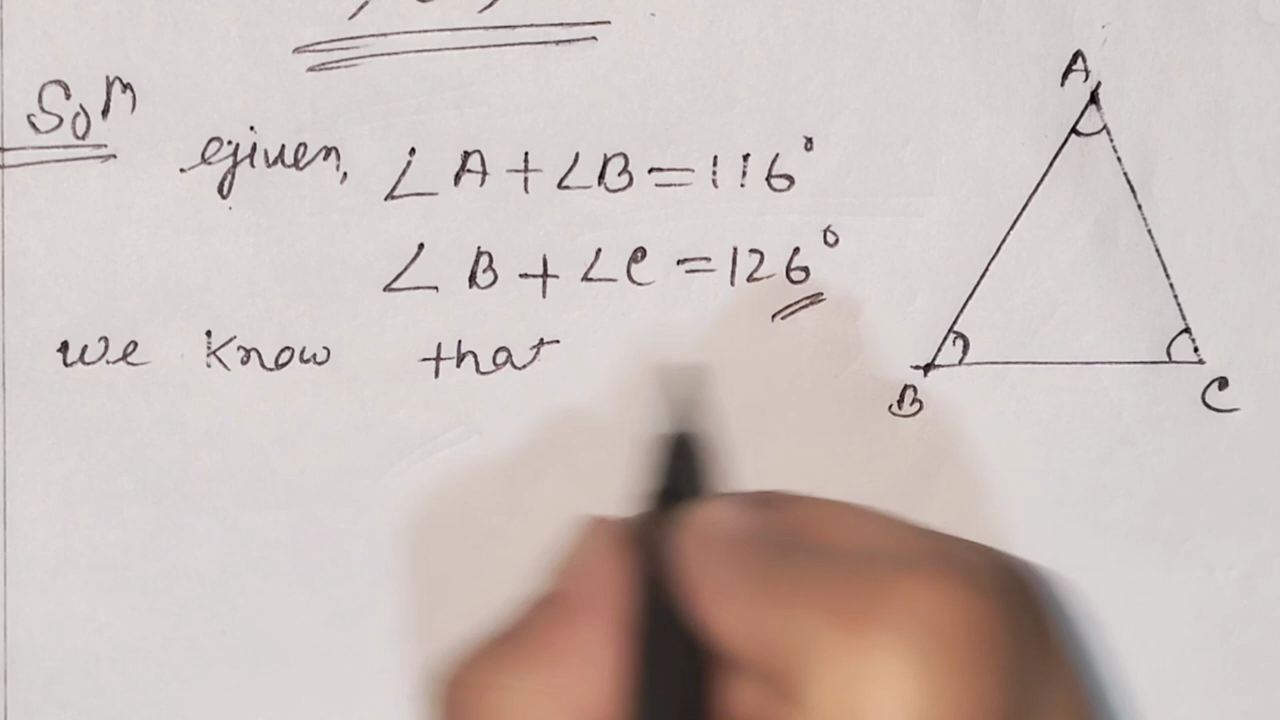 Soln
given, ∠A+∠B=116°
∠B+∠C=126°
we know that
A
B
C